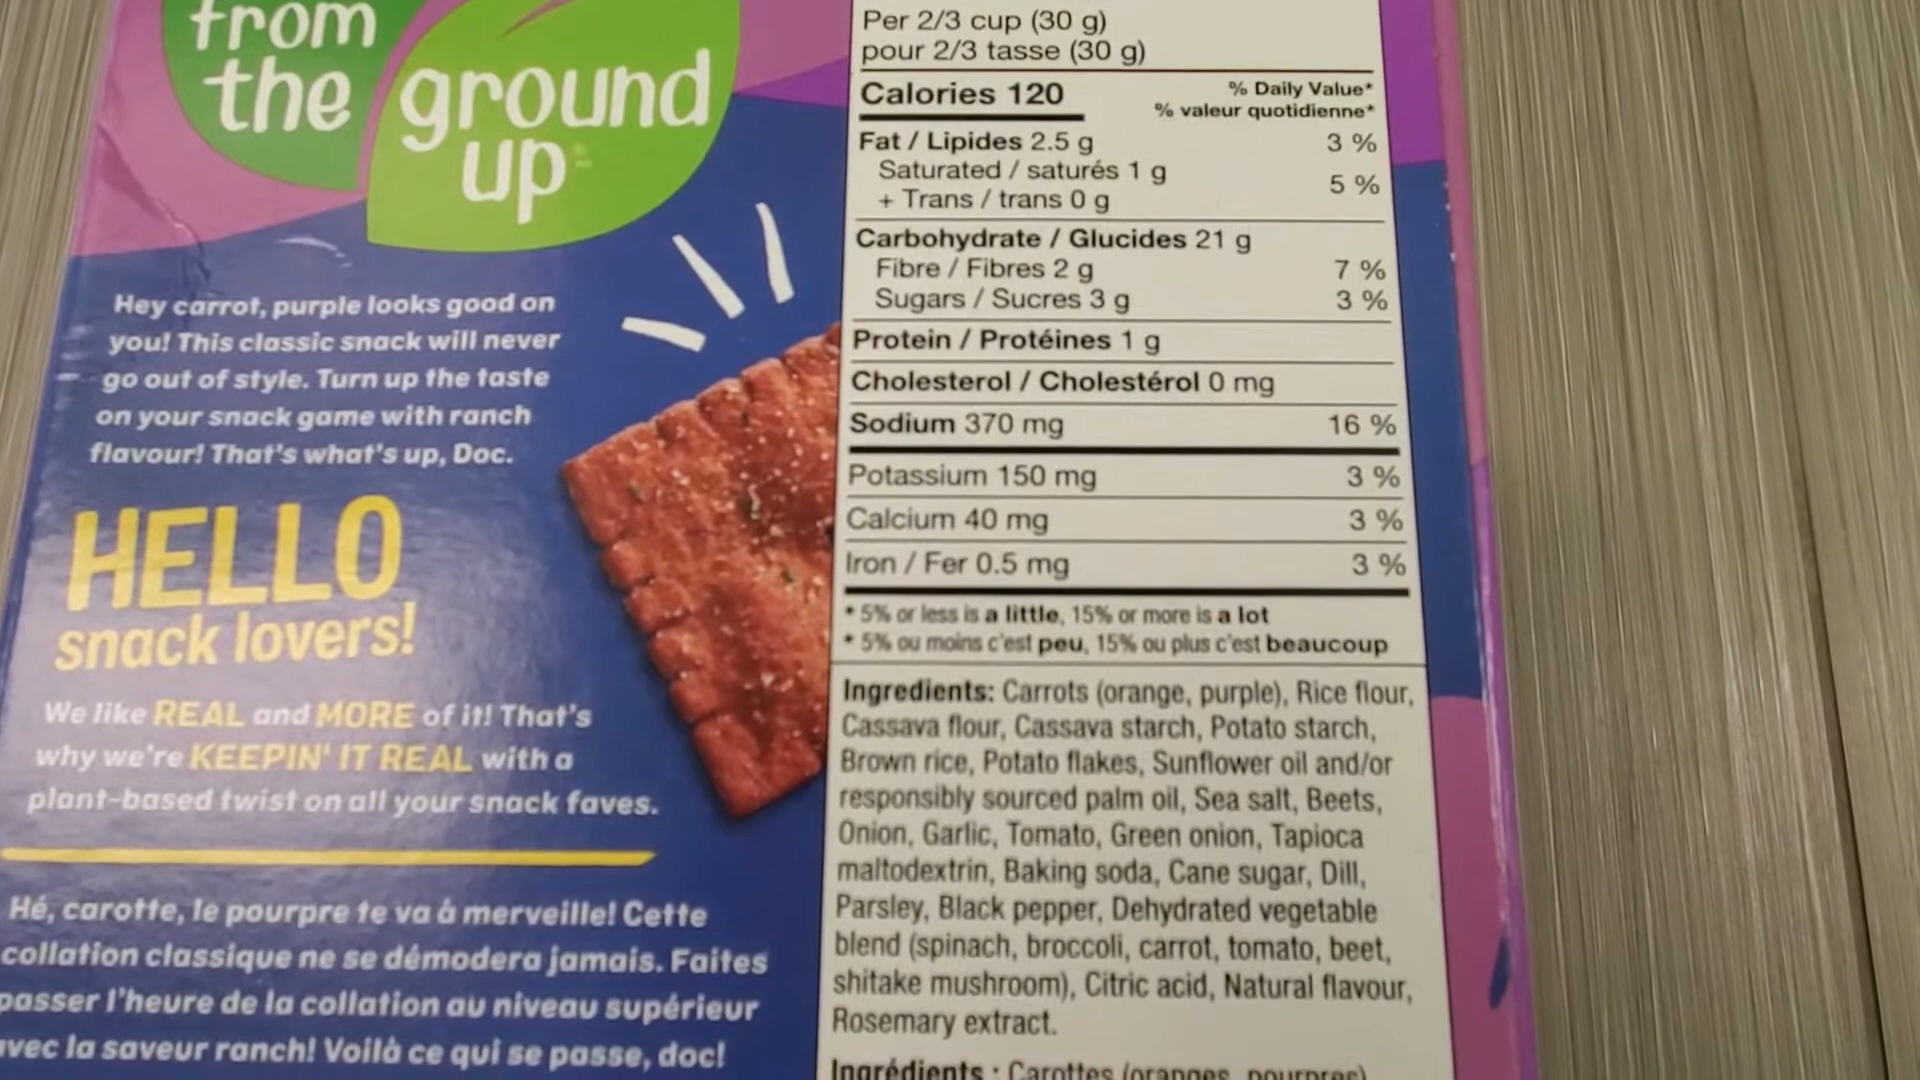 from
the ground
up
Hey carrot, purple looks good on
you! This classic snack will never
go out of style. Turn up the taste
on your snack game with ranch
flavour! That's what's up, Doc.
HELLO
snack lovers!
We like REAL and MORE of it! That's
why we're KEEPIN' IT REAL with a
plant-based twist on all your snack faves.
Hé, carotte, le pourpre te va à merveille! Cette
collation classique ne se démodera jamais. Faites
passer l'heure de la collation au niveau supérieur
avec la saveur ranch! Voilà ce qui se passe, doc!
Per 2/3 cup (30 g)
pour 2/3 tasse (30 g)
Calories 120
% Daily Value*
% valeur quotidienne*
Fat / Lipides 2.5 g 3 %
Saturated / saturés 1 g
+ Trans / trans 0 g 5 %
Carbohydrate / Glucides 21 g
Fibre / Fibres 2 g 7 %
Sugars / Sucres 3 g 3 %
Protein / Protéines 1 g
Cholesterol / Cholestérol 0 mg
Sodium 370 mg 16 %
Potassium 150 mg 3 %
Calcium 40 mg 3 %
Iron / Fer 0.5 mg 3 %
* 5% or less is a little, 15% or more is a lot
* 5% ou moins c'est peu, 15% ou plus c'est beaucoup
Ingredients: Carrots (orange, purple), Rice flour,
Cassava flour, Cassava starch, Potato starch,
Brown rice, Potato flakes, Sunflower oil and/or
responsibly sourced palm oil, Sea salt, Beets,
Onion, Garlic, Tomato, Green onion, Tapioca
maltodextrin, Baking soda, Cane sugar, Dill,
Parsley, Black pepper, Dehydrated vegetable
blend (spinach, broccoli, carrot, tomato, beet,
shitake mushroom), Citric acid, Natural flavour,
Rosemary extract.
Ingrédients : Carottes (oranges, pourpres),